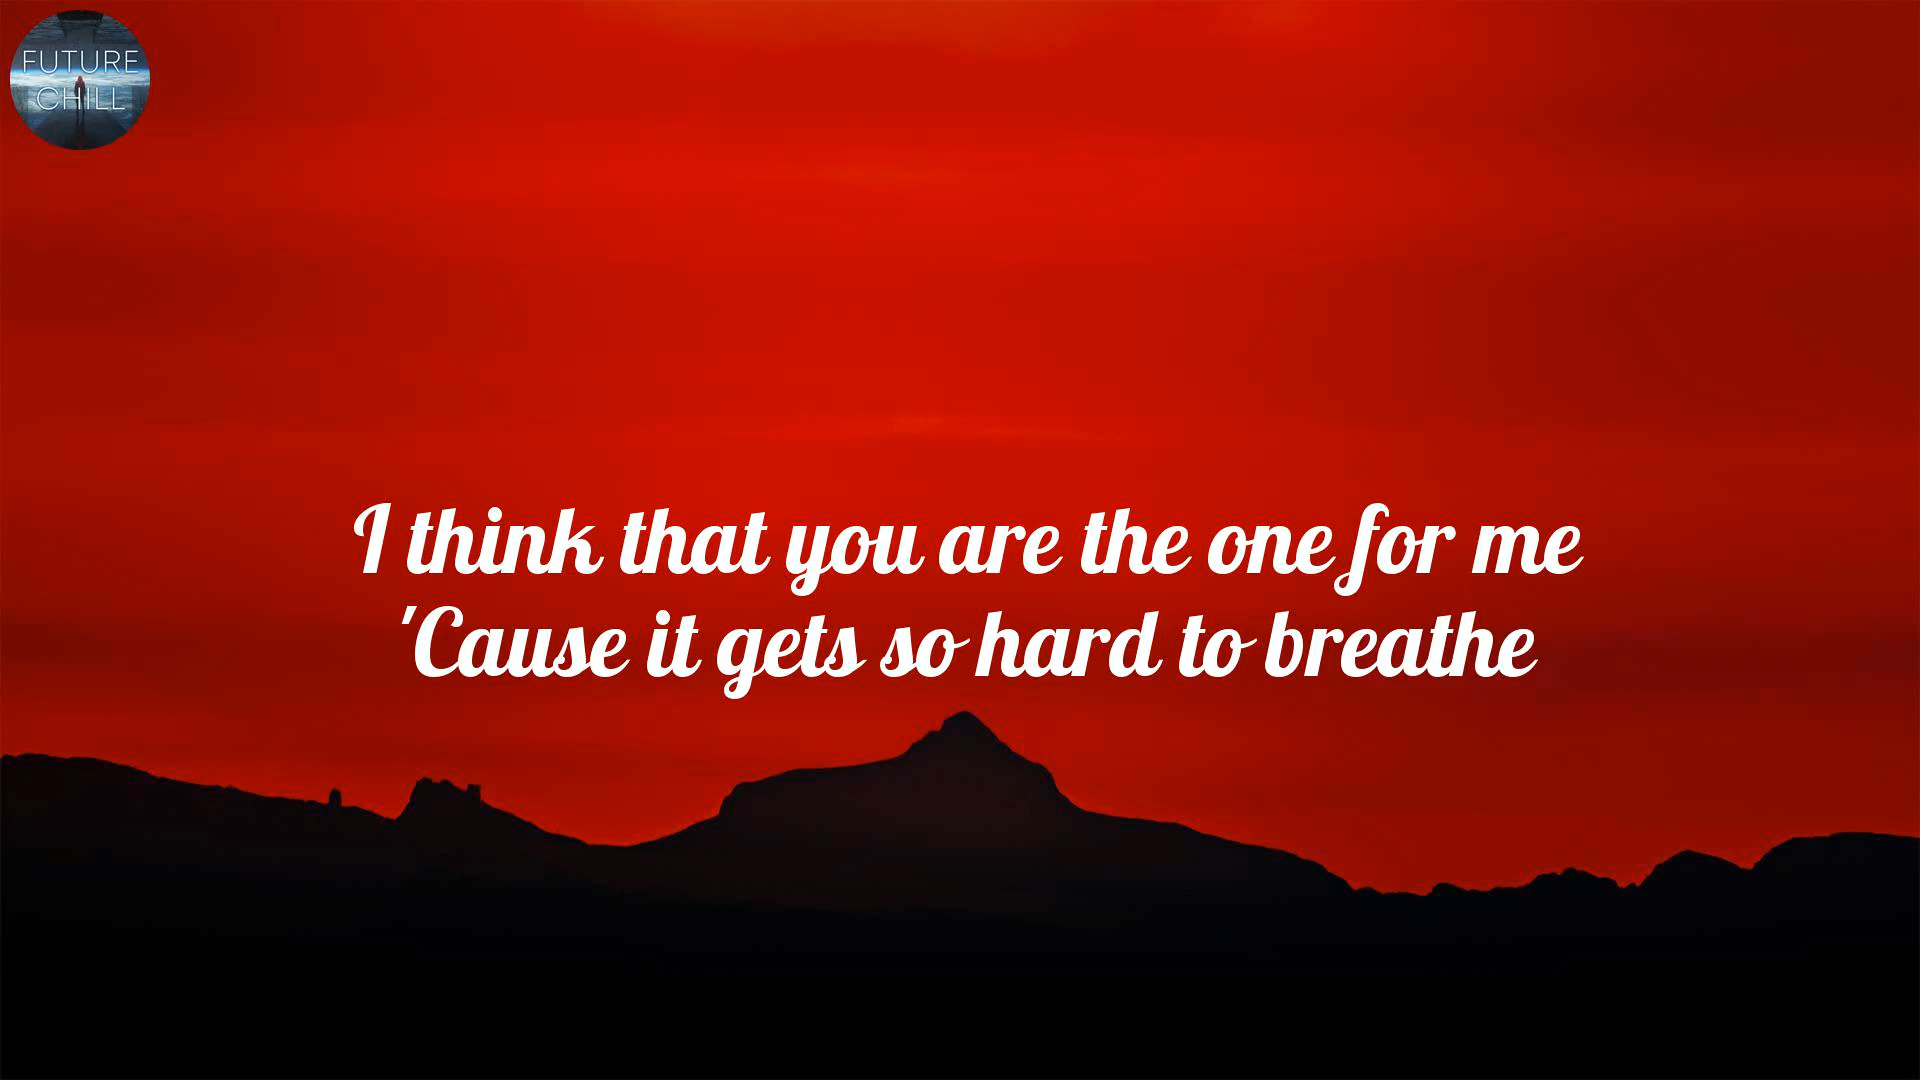 FUTURE
CHILL
I think that you are the one for me
'Cause it gets so hard to breathe